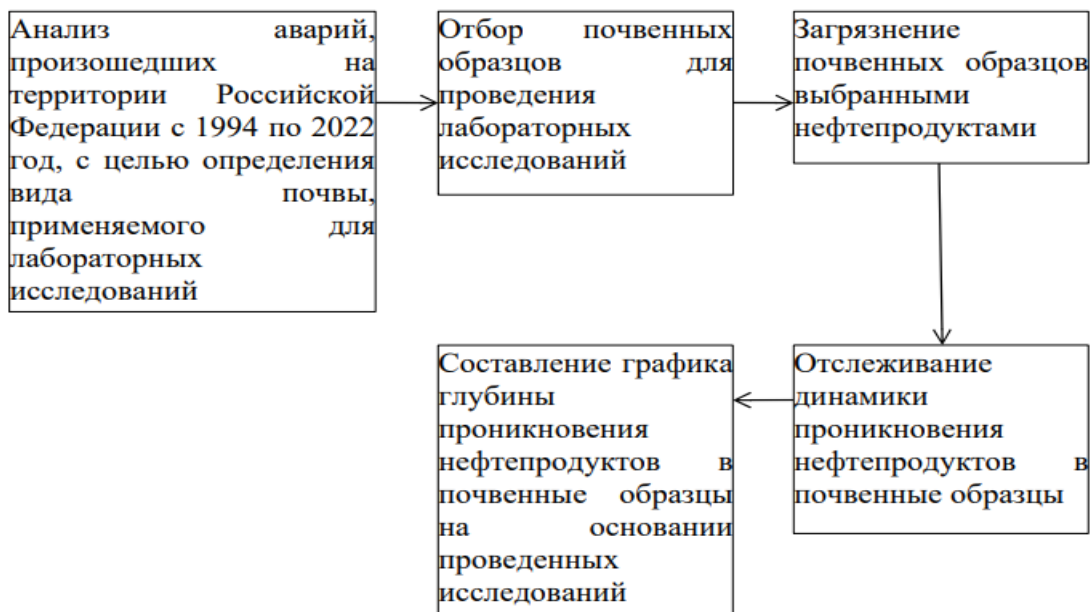 Анализ аварий,
произошедших на
территории Российской
Федерации с 1994 по 2022
год, с целью определения
вида почвы,
применяемого для
лабораторных
исследований
Отбор почвенных
образцов для
проведения
лабораторных
исследований
Загрязнение
почвенных образцов
выбранными
нефтепродуктами
Отслеживание
динамики
проникновения
нефтепродуктов в
почвенные образцы
Составление графика
глубины
проникновения
нефтепродуктов в
почвенные образцы
на основании
проведенных
исследований